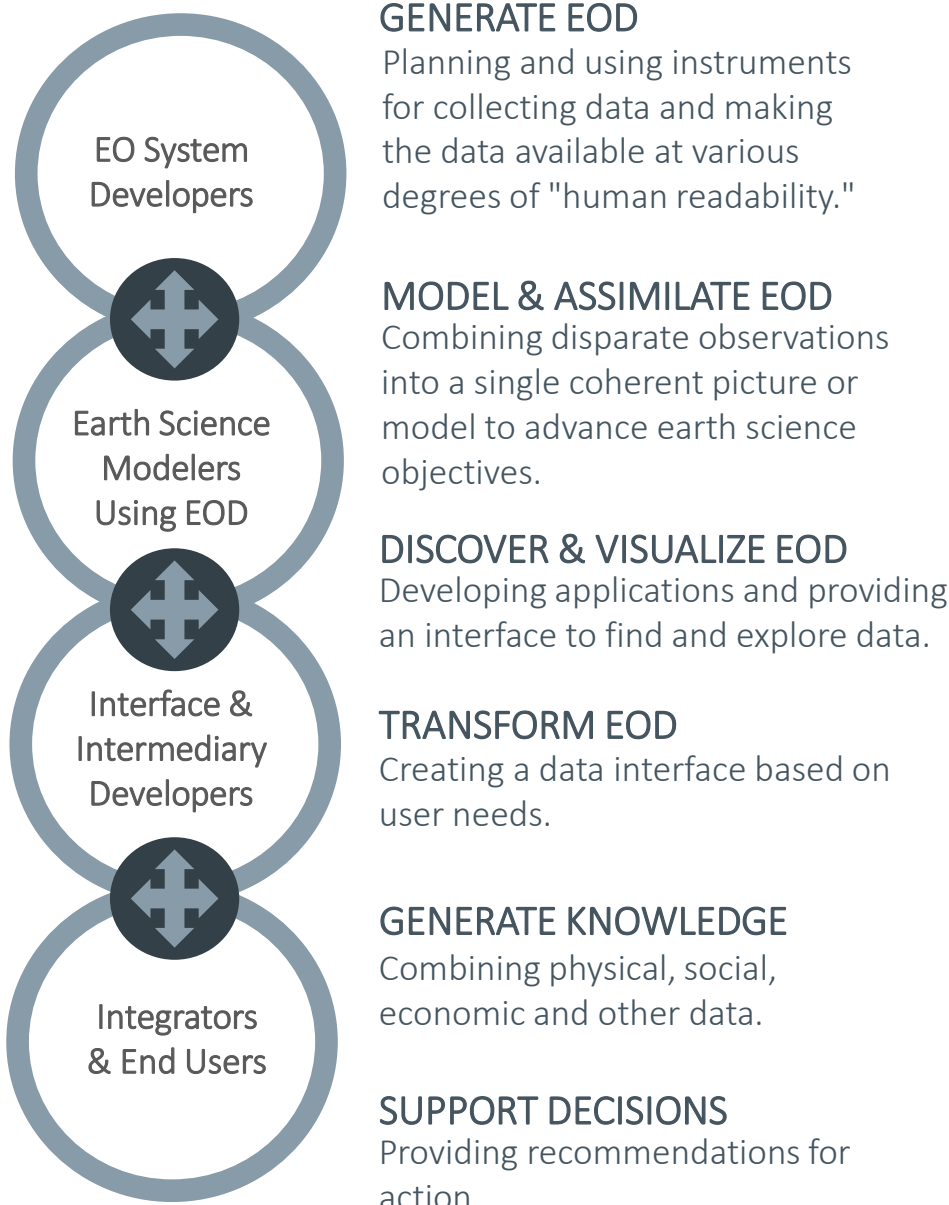 GENERATE EOD
Planning and using instruments
for collecting data and making
the data available at various
degrees of "human readability."
EO System
Developers
MODEL & ASSIMILATE EOD
Combining disparate observations
into a single coherent picture or
model to advance earth science
objectives.
Earth Science
Modelers
Using EOD
DISCOVER & VISUALIZE EOD
Developing applications and providing
an interface to find and explore data.
Interface &
Intermediary
Developers
TRANSFORM EOD
Creating a data interface based on
user needs.
GENERATE KNOWLEDGE
Combining physical, social,
economic and other data.
Integrators
& End Users
SUPPORT DECISIONS
Providing recommendations for
action